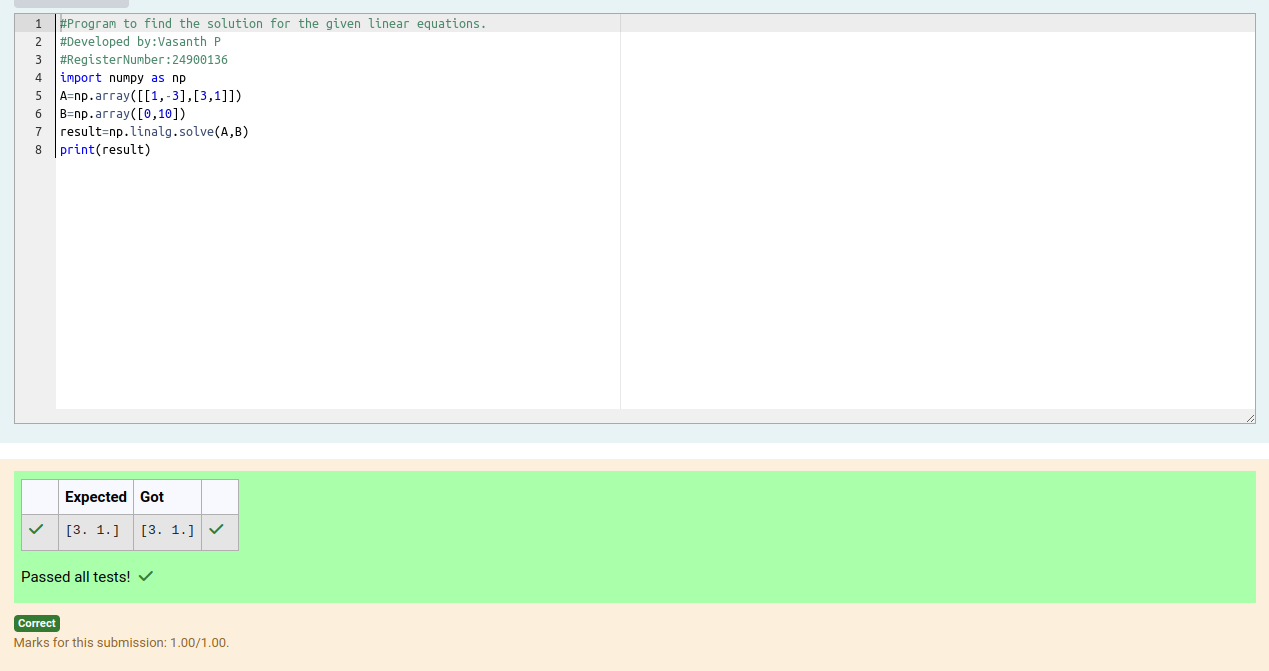 1 #Program to find the solution for the given linear equations.
2 #Developed by:Vasanth P
3 #RegisterNumber:24900136
4 import numpy as np
5 A=np.array([[1,-3],[3,1]])
6 B=np.array([0,10])
7 result=np.linalg.solve(A,B)
8 print(result)
Expected Got
[3. 1.] [3. 1.]
Passed all tests!
Correct
Marks for this submission: 1.00/1.00.